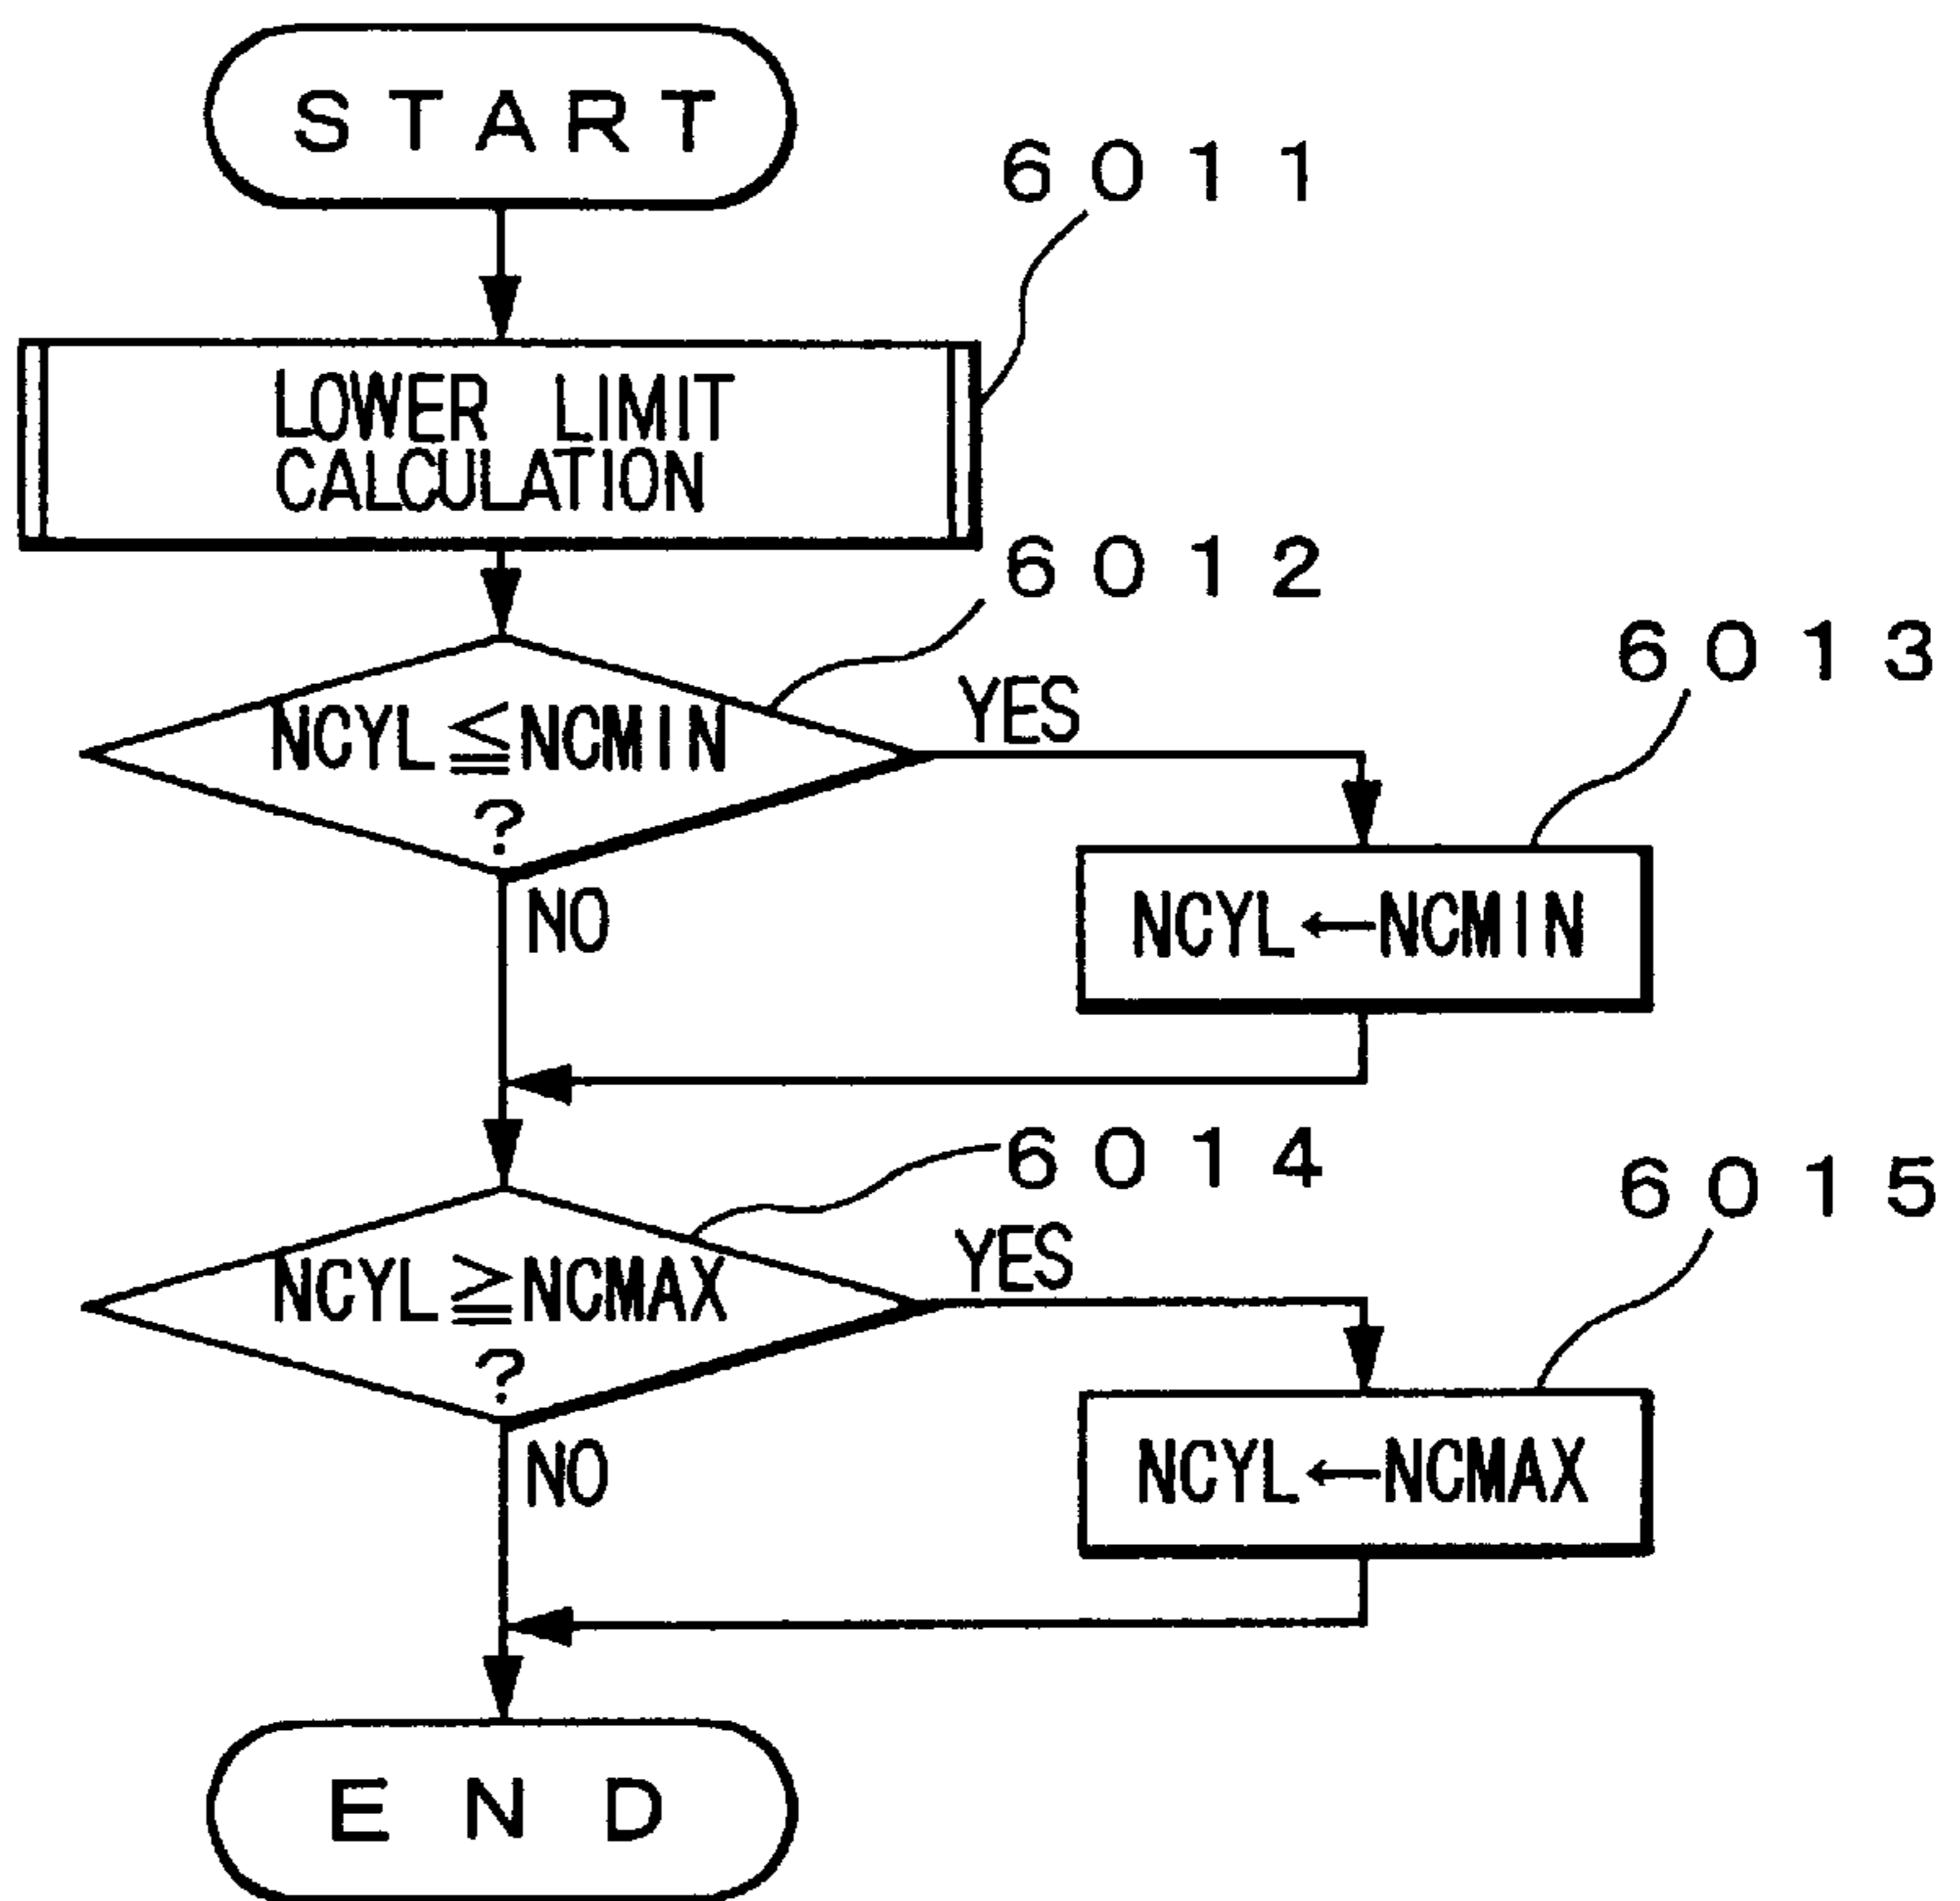 START
6011
LOWER LIMIT
CALCULATION
6012
NCYL≦NCMIN
?
YES
NO
6013
NCYL←NCMIN
6014
NCYL≧NCMAX
?
YES
NO
6015
NCYL←NCMAX
END